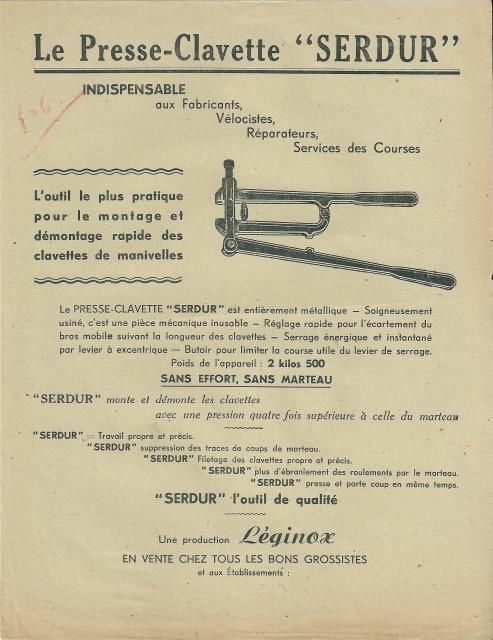 Le Presse-Clavette "SERDUR"
INDISPENSABLE
aux Fabricants,
Vélocistes,
Réparateurs,
Services des Courses
L'outil le plus pratique
pour le montage et
démontage rapide des
clavettes de manivelles
Le PRESSE-CLAVETTE "SERDUR" est entièrement métallique — Soigneusement
usiné, c'est une pièce mécanique inusable — Réglage rapide pour l'écartement du
bras mobile suivant la longueur des clavettes — Serrage énergique et instantané
par levier à excentrique — Butoir pour limiter la course utile du levier de serrage.
Poids de l'appareil : 2 kilos 500
SANS EFFORT, SANS MARTEAU
"SERDUR" monte et démonte les clavettes
avec une pression quatre fois supérieure à celle du marteau
"SERDUR" = Travail propre et précis.
"SERDUR" suppression des traces de coups de marteau.
"SERDUR" Filetage des clavettes propre et précis.
"SERDUR" plus d'ébranlement des roulements par le marteau.
"SERDUR" presse et porte coup en même temps.
"SERDUR" l'outil de qualité
Une production Léginox
EN VENTE CHEZ TOUS LES BONS GROSSISTES
et aux Établissements :